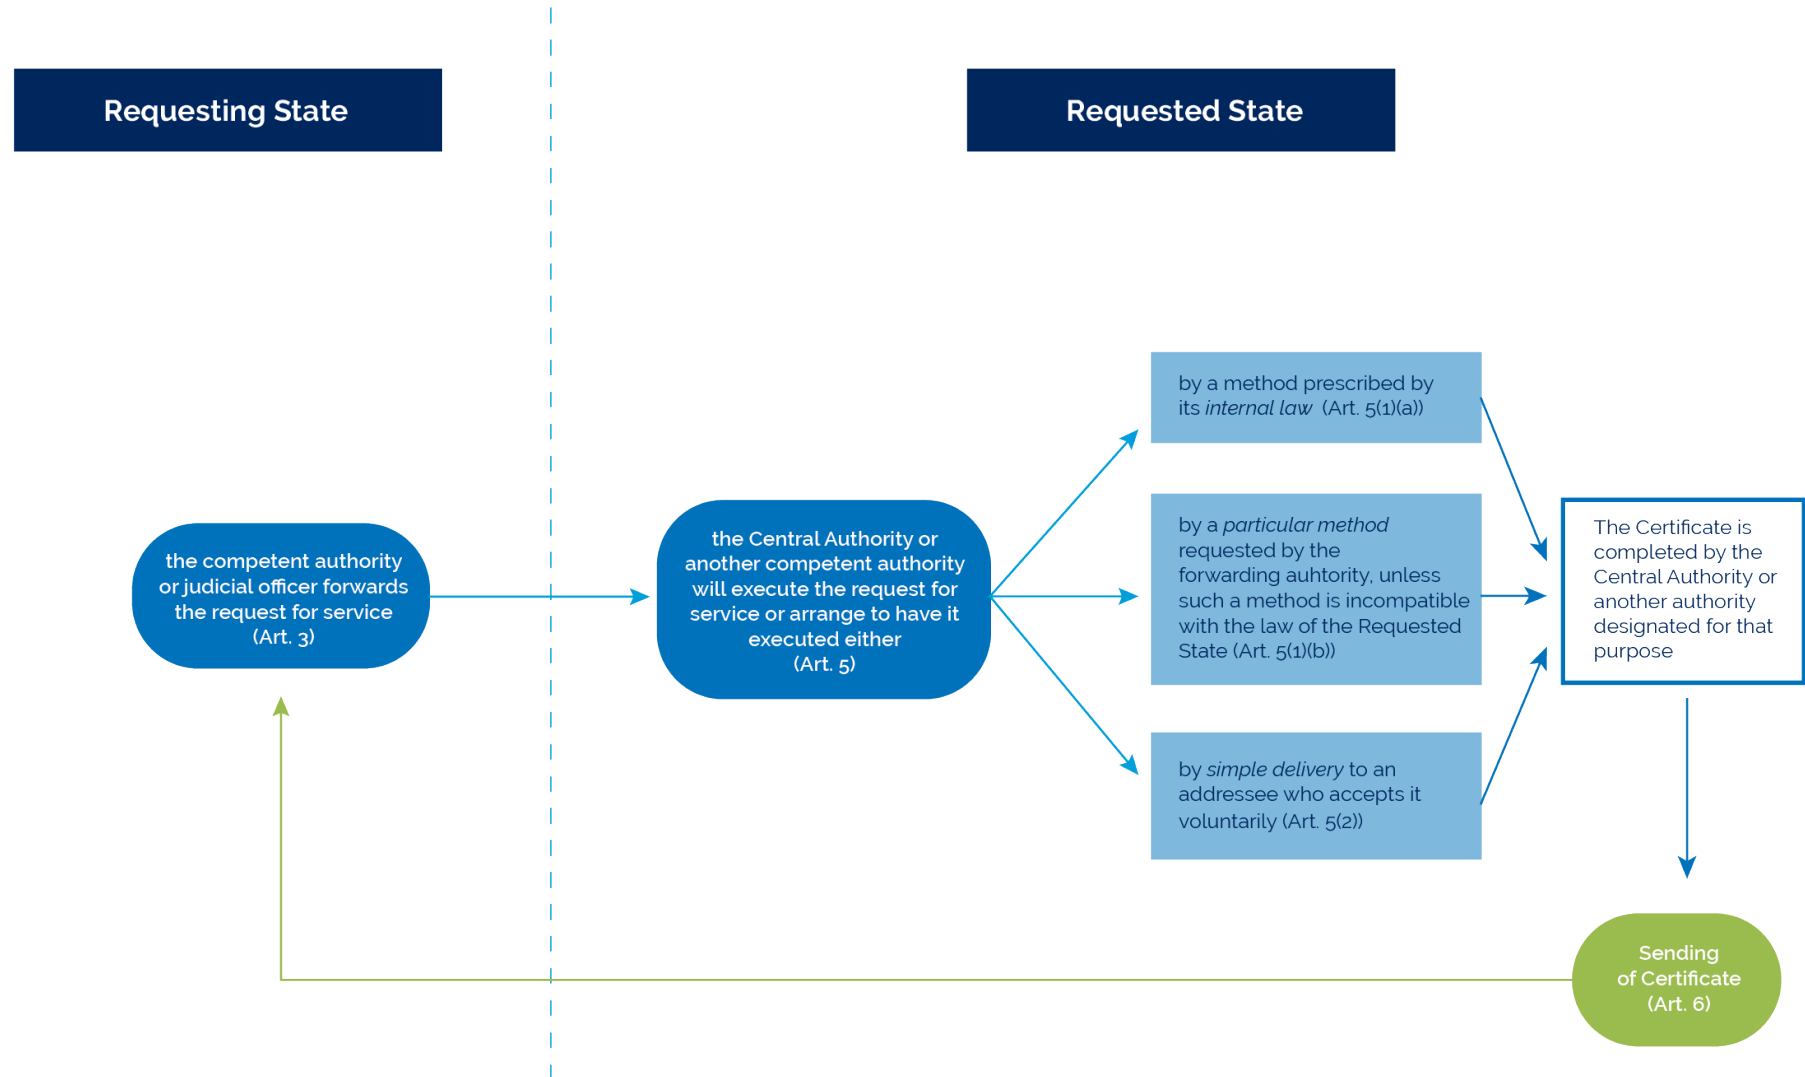 Requesting State
Requested State
the competent authority
or judicial officer forwards
the request for service
(Art. 3)
the Central Authority or
another competent authority
will execute the request for
service or arrange to have it
executed either
(Art. 5)
by a method prescribed by
its internal law (Art. 5(1)(a))
by a particular method
requested by the
forwarding auhtority, unless
such a method is incompatible
with the law of the Requested
State (Art. 5(1)(b))
by simple delivery to an
addressee who accepts it
voluntarily (Art. 5(2))
The Certificate is
completed by the
Central Authority or
another authority
designated for that
purpose
Sending
of Certificate
(Art. 6)